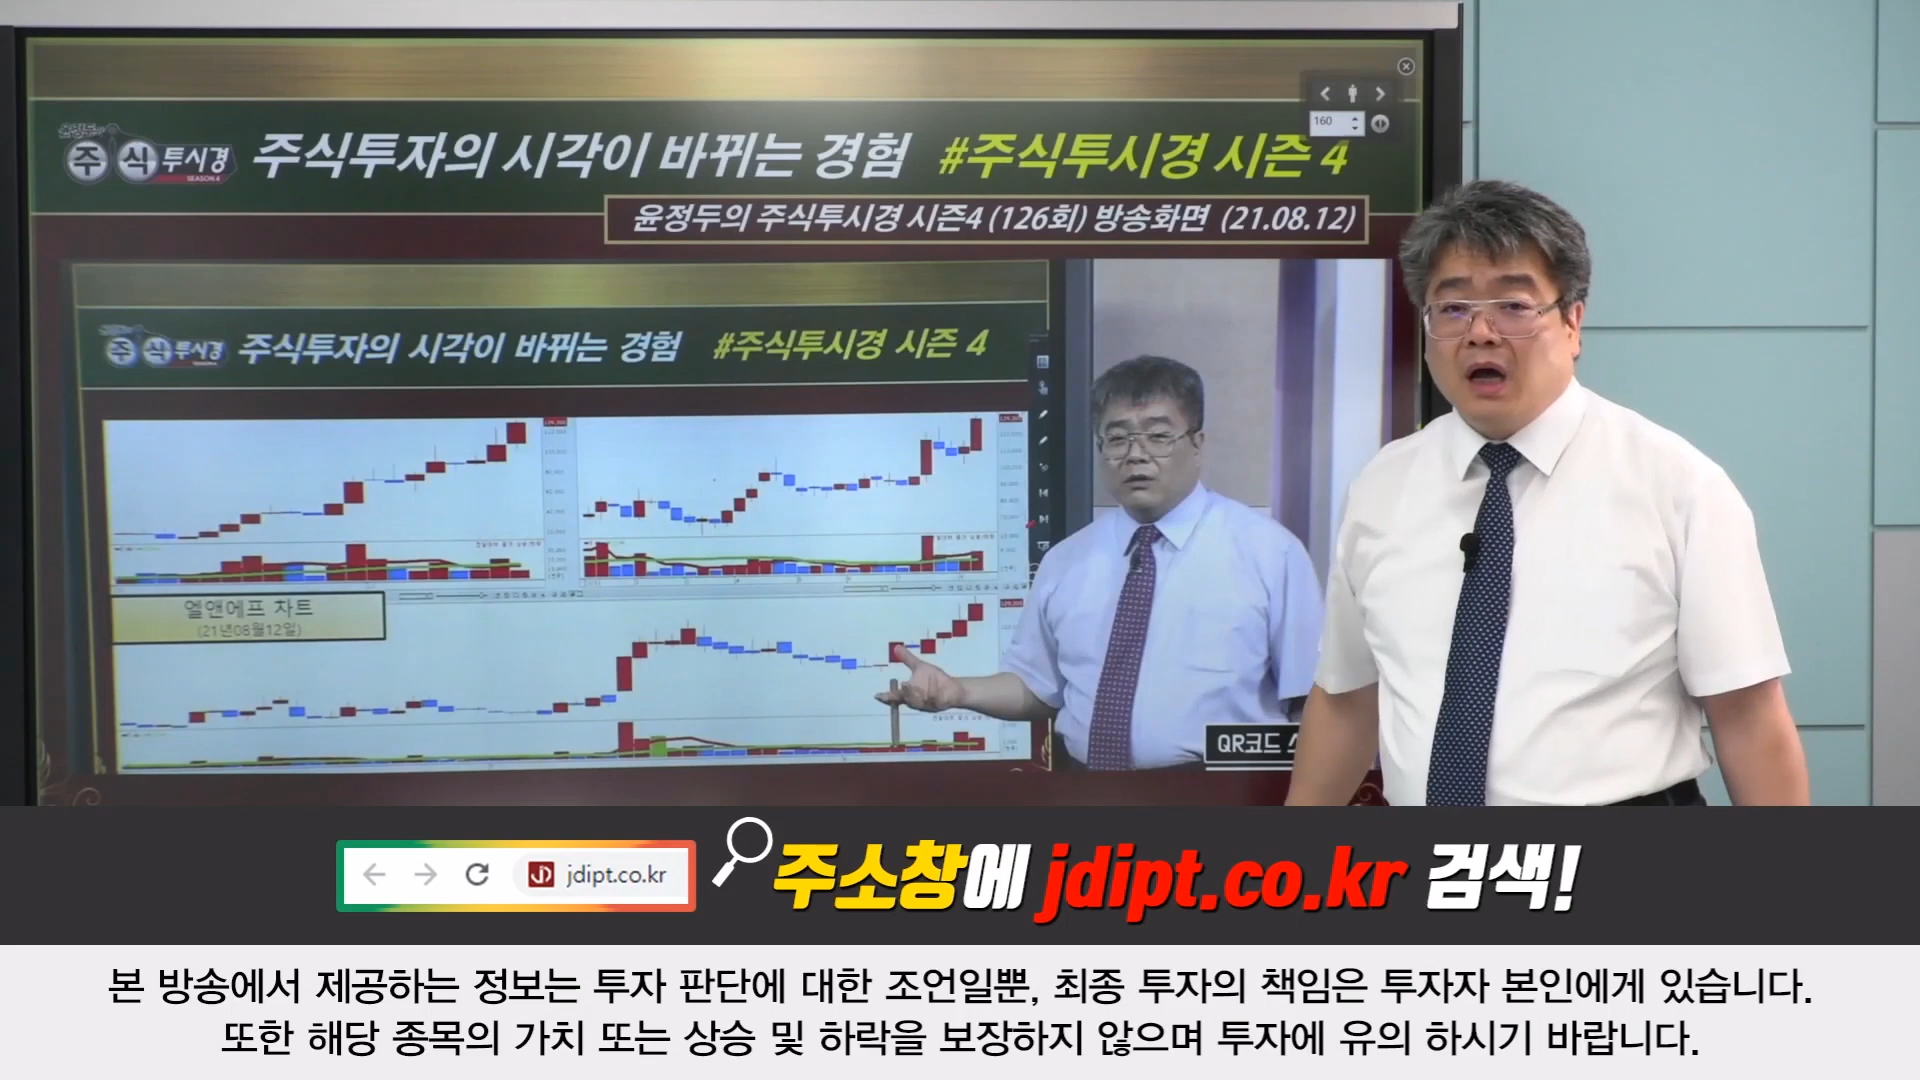 윤정두의
주식투시경
SEASON 4
주식투자의 시각이 바뀌는 경험 #주식투시경 시즌 4
160
윤정두의 주식투시경 시즌4 (126회) 방송화면 (21.08.12)
주식투시경
주식투자의 시각이 바뀌는 경험 #주식투시경 시즌 4
엘앤에프 차트
(21년08월12일)
QR코드
jdipt.co.kr
주소창에 jdipt.co.kr 검색!
본 방송에서 제공하는 정보는 투자 판단에 대한 조언일뿐, 최종 투자의 책임은 투자자 본인에게 있습니다.
또한 해당 종목의 가치 또는 상승 및 하락을 보장하지 않으며 투자에 유의 하시기 바랍니다.